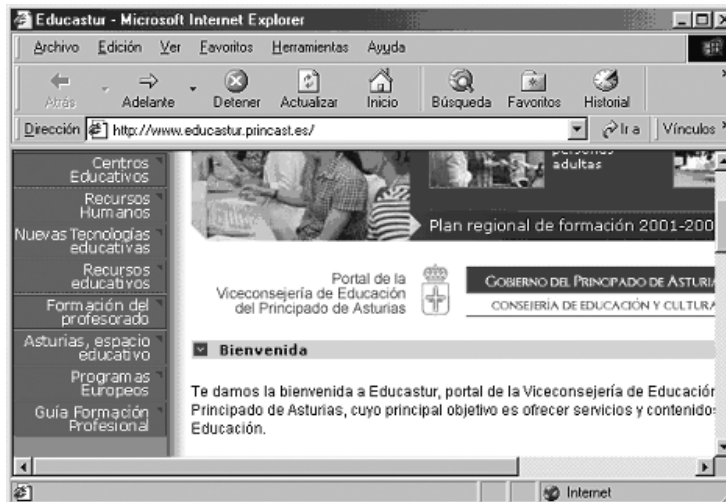 Educastur - Microsoft Internet Explorer
Archivo Edición Ver Favoritos Herramientas Ayuda
Atrás Adelante Detener Actualizar Inicio Búsqueda Favoritos Historial
Dirección http://www.educastur.princast.es/ Ir a Vínculos
Centros
Educativos
Recursos
Humanos
Nuevas Tecnologías
educativas
Recursos
educativos
Formación del
profesorado
Asturias, espacio
educativo
Programas
Europeos
Guía Formación
Profesional
personas
adultas
Plan regional de formación 2001-200
Portal de la
Viceconsejería de Educación
del Principado de Asturias
GOBIERNO DEL PRINCIPADO DE ASTURIA
CONSEJERÍA DE EDUCACIÓN Y CULTURA
Bienvenida
Te damos la bienvenida a Educastur, portal de la Viceconsejería de Educación
Principado de Asturias, cuyo principal objetivo es ofrecer servicios y contenidos
Educación.
Internet